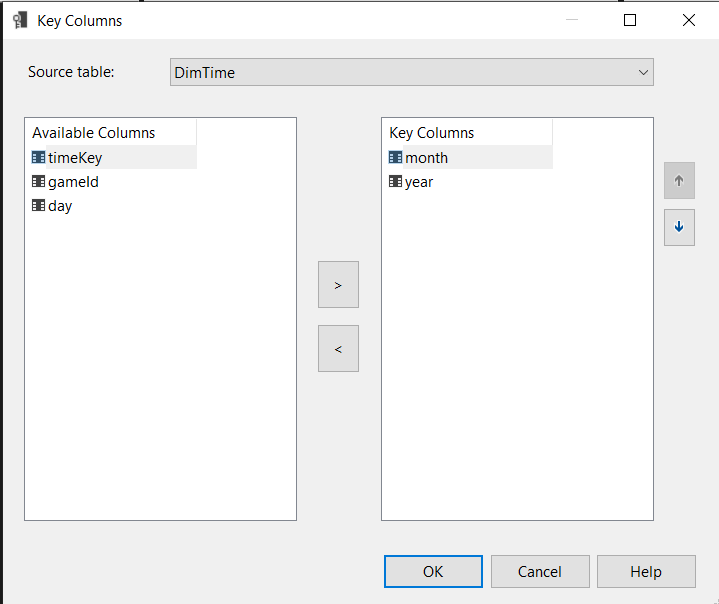 Key Columns
Source table:
DimTime
Available Columns
timeKey
gameId
day
>
<
Key Columns
month
year
OK
Cancel
Help